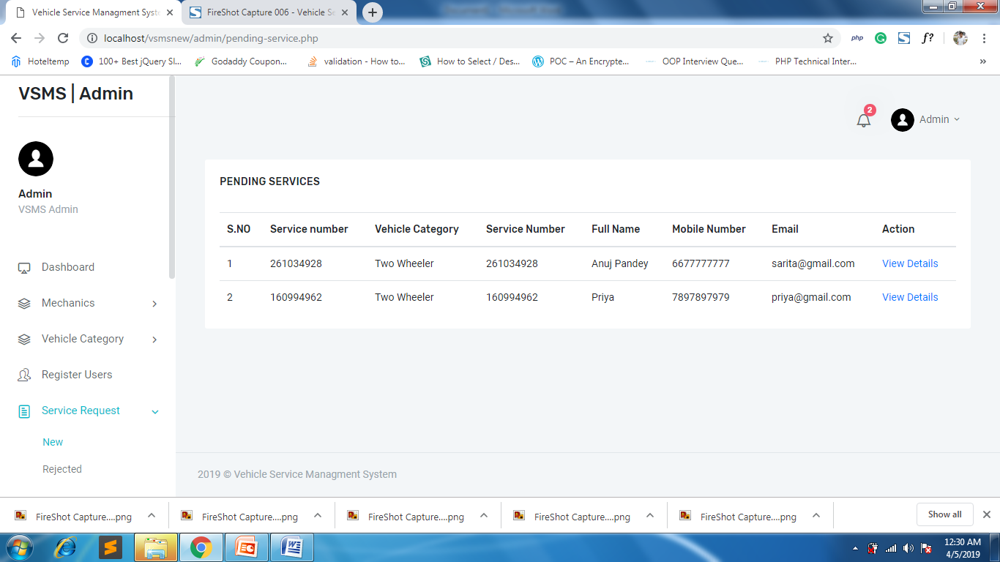 Vehicle Service Managment Syste
FireShot Capture 006 - Vehicle Se
localhost/vsmsnew/admin/pending-service.php
php
f?
Hoteltemp
100+ Best jQuery Sl...
Godaddy Coupon...
validation - How to...
How to Select / Des...
POC – An Encrypte...
OOP Interview Que...
PHP Technical Inter...
VSMS | Admin
2
Admin
Admin
VSMS Admin
Dashboard
Mechanics
Vehicle Category
Register Users
Service Request
New
Rejected
PENDING SERVICES
S.NO Service number Vehicle Category Service Number Full Name Mobile Number Email Action
1 261034928 Two Wheeler 261034928 Anuj Pandey 6677777777 sarita@gmail.com View Details
2 160994962 Two Wheeler 160994962 Priya 7897897979 priya@gmail.com View Details
2019 © Vehicle Service Managment System
FireShot Capture....png
FireShot Capture....png
FireShot Capture....png
FireShot Capture....png
FireShot Capture....png
Show all
12:30 AM
4/5/2019